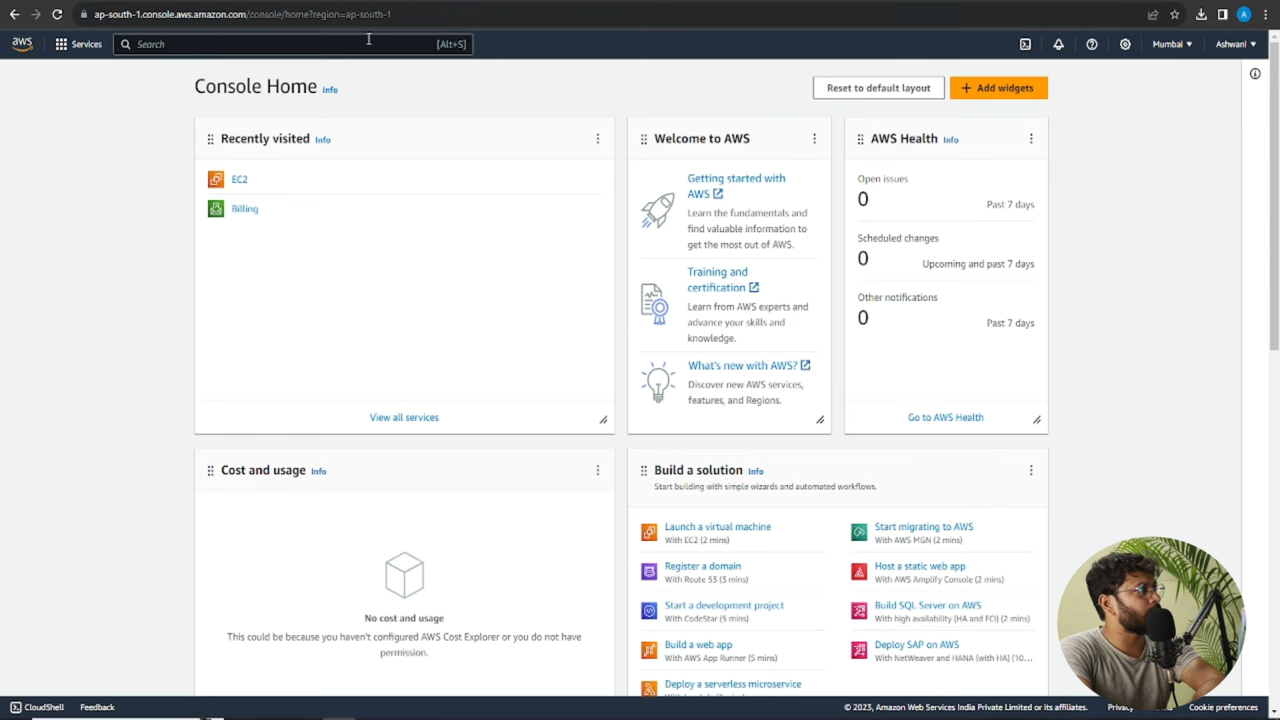 ap-south-1.console.aws.amazon.com/console/home?region=ap-south-1
A
aws
Services
Search
[Alt+S]
Mumbai
Ashwani
Console Home
Info
Reset to default layout
Add widgets
Recently visited
Info
EC2
Billing
View all services
Welcome to AWS
Getting started with
AWS
Learn the fundamentals and
find valuable information to
get the most out of AWS.
Training and
certification
Learn from AWS experts and
advance your skills and
knowledge.
What's new with AWS?
Discover new AWS services,
features, and Regions.
AWS Health
Info
Open issues
0
Past 7 days
Scheduled changes
0
Upcoming and past 7 days
Other notifications
0
Past 7 days
Go to AWS Health
Cost and usage
Info
No cost and usage
This could be because you haven't configured AWS Cost Explorer or you do not have
permission.
Build a solution
Info
Start building with simple wizards and automated workflows.
Launch a virtual machine
With EC2 (2 mins)
Register a domain
With Route 53 (3 mins)
Start a development project
With CodeStar (5 mins)
Build a web app
With AWS App Runner (5 mins)
Deploy a serverless microservice
Start migrating to AWS
With AWS MGN (2 mins)
Host a static web app
With AWS Amplify Console (2 mins)
Build SQL Server on AWS
With high availability (HA and FCI) (2 mins)
Deploy SAP on AWS
With NetWeaver and HANA (with HA) (10...
CloudShell
Feedback
© 2023, Amazon Web Services India Private Limited or its affiliates.
Privacy
Cookie preferences